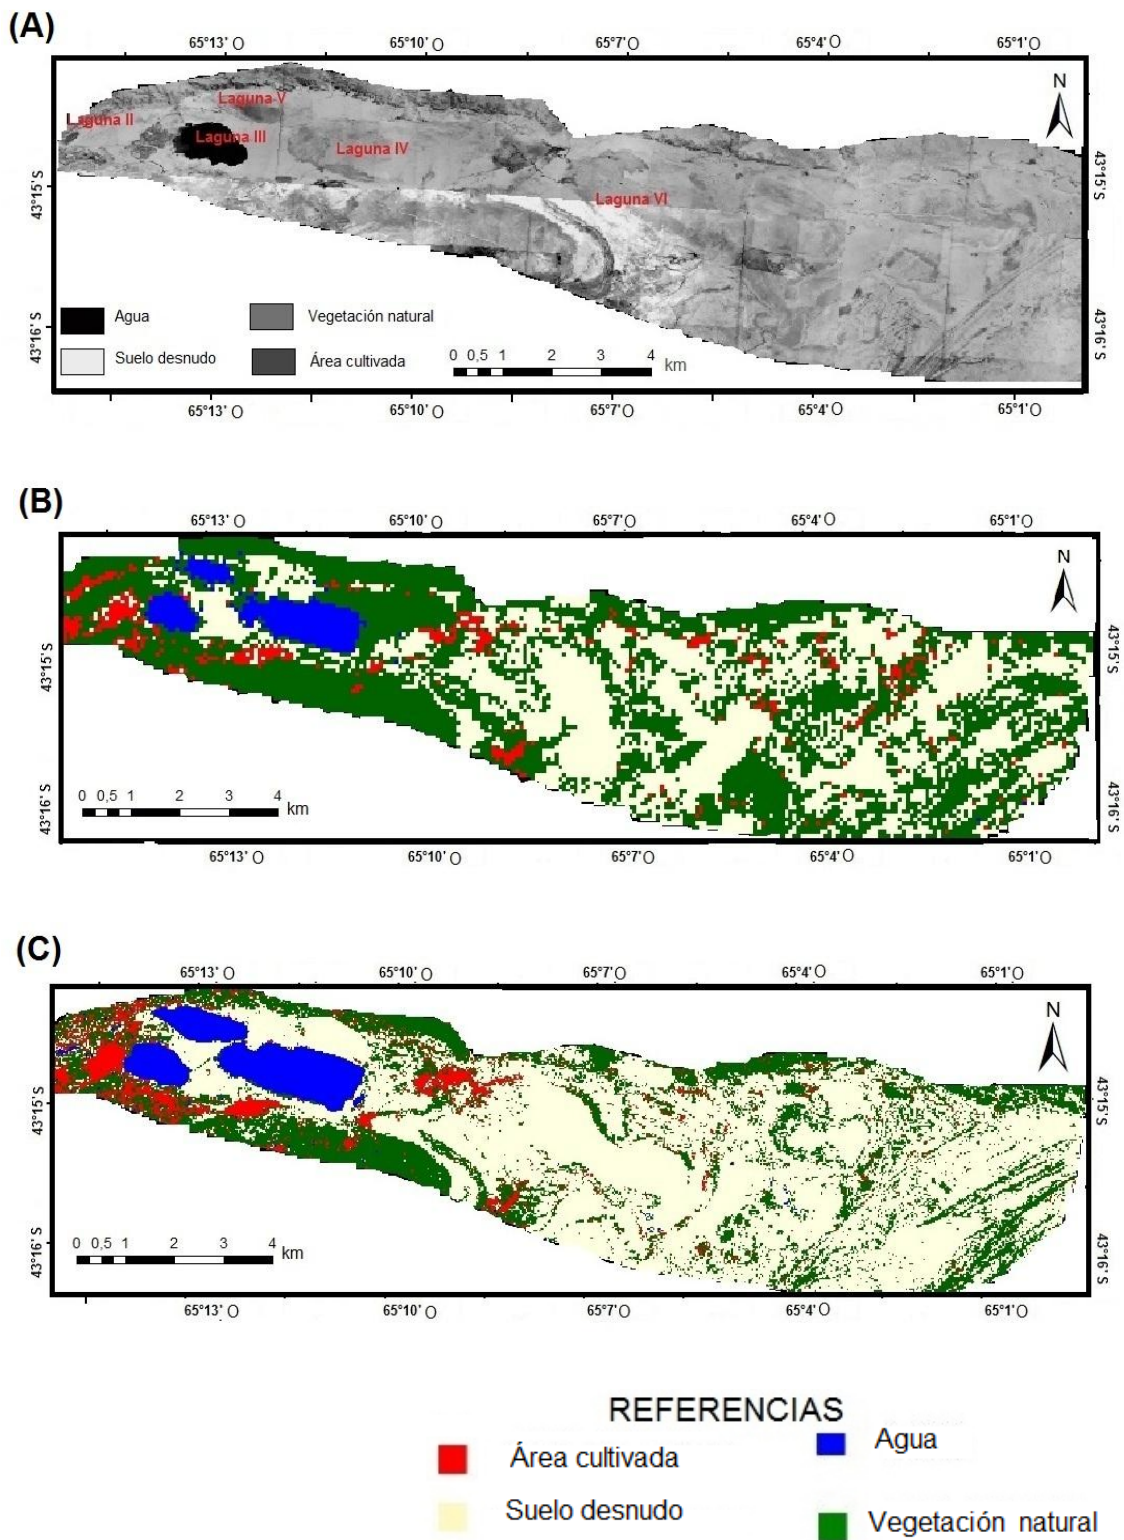 (A)
65°13' O 65°10' O 65°7' O 65°4' O 65°1' O
N
Laguna V
Laguna II
Laguna III
Laguna IV
Laguna VI
43°15' S 43°15' S
43°16' S 43°16' S
Agua Vegetación natural
Suelo desnudo Área cultivada
0 0,5 1 2 3 4 km
65°13' O 65°10' O 65°7' O 65°4' O 65°1' O
(B)
65°13' O 65°10' O 65°7' O 65°4' O 65°1' O
N
43°15' S 43°15' S
43°16' S 43°16' S
0 0,5 1 2 3 4 km
65°13' O 65°10' O 65°7' O 65°4' O 65°1' O
(C)
65°13' O 65°10' O 65°7' O 65°4' O 65°1' O
N
43°15' S 43°15' S
43°16' S 43°16' S
0 0,5 1 2 3 4 km
65°13' O 65°10' O 65°7' O 65°4' O 65°1' O
REFERENCIAS
Área cultivada Agua
Suelo desnudo Vegetación natural